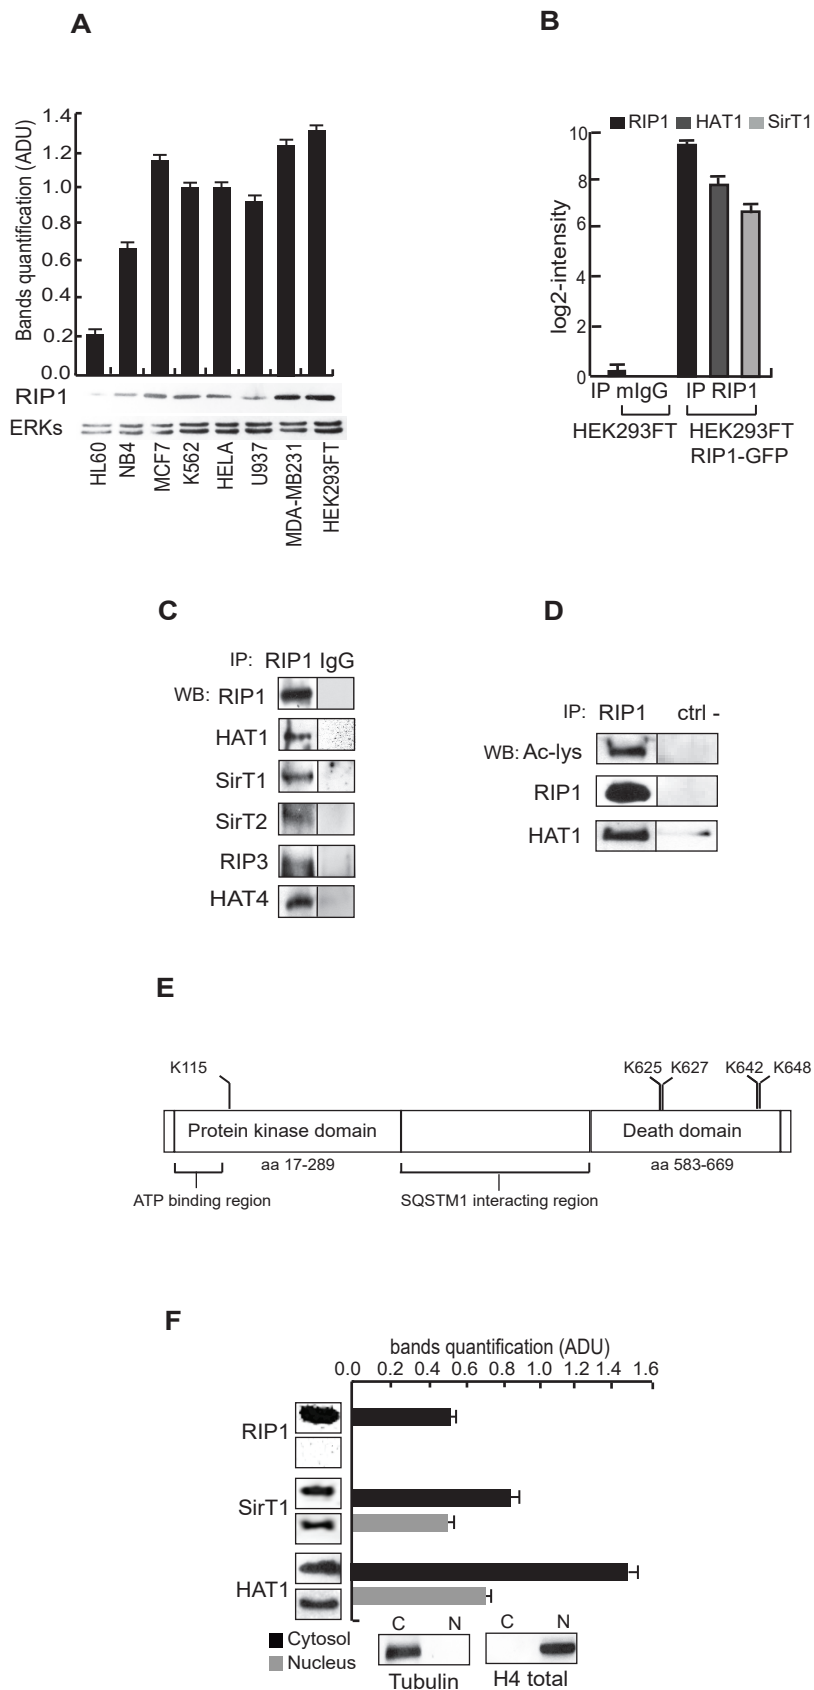 A
Bands quantification (ADU)
1.4
1.2
1.0
0.8
0.6
0.4
0.2
0.0
RIP1
ERKs
HL60
NB4
MCF7
K562
HELA
U937
MDA-MB231
HEK293FT
B
RIP1 HAT1 SirT1
log2-intensity
10
8
6
4
2
0
IP mIgG IP RIP1
HEK293FT HEK293FT
RIP1-GFP
C
IP: RIP1 IgG
WB: RIP1
HAT1
SirT1
SirT2
RIP3
HAT4
D
IP: RIP1 ctrl -
WB: Ac-lys
RIP1
HAT1
E
K115 K625 K627 K642 K648
Protein kinase domain Death domain
aa 17-289 aa 583-669
ATP binding region SQSTM1 interacting region
F
bands quantification (ADU)
0.0 0.2 0.4 0.6 0.8 1.0 1.2 1.4 1.6
RIP1
SirT1
HAT1
C N C N
Cytosol
Nucleus
Tubulin H4 total